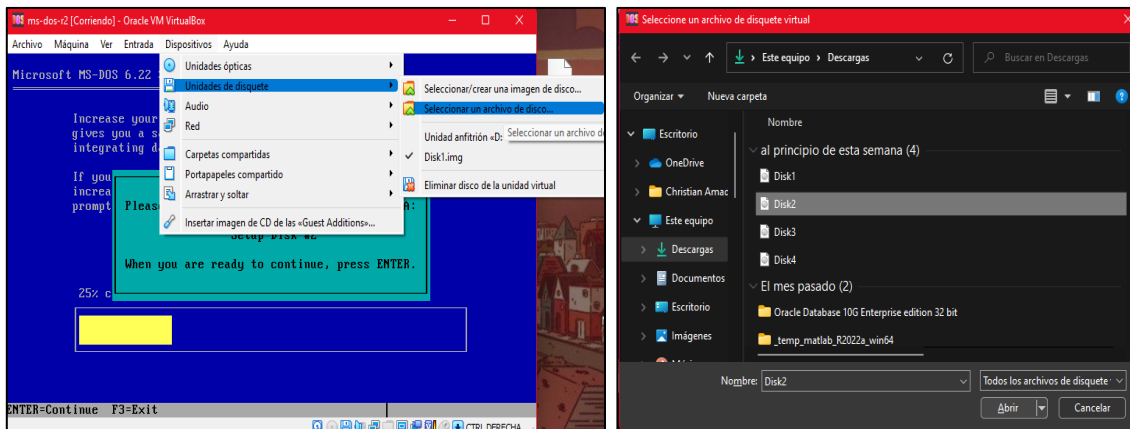 ms-dos-r2 [Corriendo] - Oracle VM VirtualBox
Archivo Máquina Ver Entrada Dispositivos Ayuda
Microsoft MS-DOS 6.22
Increase your
gives you a s
integrating d
If you
increa
prompt
Pleas
A:
Setup Disk #2
When you are ready to continue, press ENTER.
25% c
ENTER=Continue F3=Exit
CTRL DERECHA
Unidades ópticas
Unidades de disquete
Audio
Red
Carpetas compartidas
Portapapeles compartido
Arrastrar y soltar
Insertar imagen de CD de las «Guest Additions»...
Seleccionar/crear una imagen de disco...
Seleccionar un archivo de disco...
Unidad anfitrión «D:
Seleccionar un archivo d
Disk1.img
Eliminar disco de la unidad virtual
Seleccione un archivo de disquete virtual
Este equipo > Descargas
Buscar en Descargas
Organizar
Nueva carpeta
Escritorio
OneDrive
Christian Amac
Este equipo
Descargas
Documentos
Escritorio
Imágenes
Nombre
al principio de esta semana (4)
Disk1
Disk2
Disk3
Disk4
El mes pasado (2)
Oracle Database 10G Enterprise edition 32 bit
_temp_matlab_R2022a_win64
Nombre: Disk2
Todos los archivos de disquete
Abrir
Cancelar